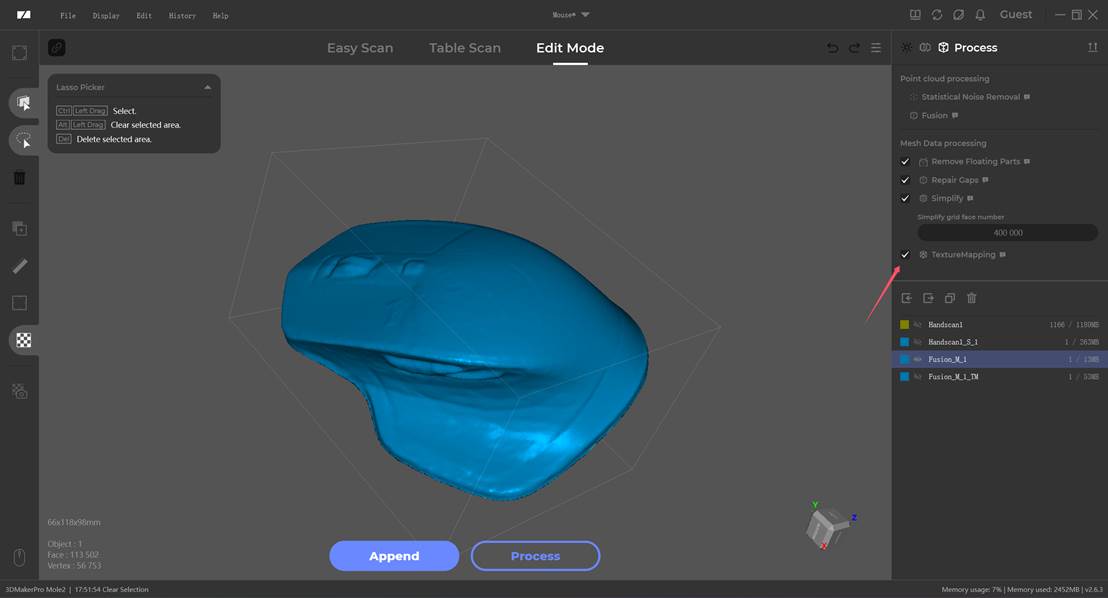 File Display Edit History Help
Mouse*
Guest
Easy Scan Table Scan Edit Mode
Process
Lasso Picker
Ctrl Left Drag Select.
Alt Left Drag Clear selected area.
Del Delete selected area.
Point cloud processing
Statistical Noise Removal
Fusion
Mesh Data processing
Remove Floating Parts
Repair Gaps
Simplify
Simplify grid face number
400 000
TextureMapping
Handscan1 1166 / 1189MB
Handscan1_S_1 1 / 263MB
Fusion_M_1 1 / 13MB
Fusion_M_1_TM 1 / 53MB
Y
Z
X
66x118x98mm
Object : 1
Face : 113 502
Vertex : 56 753
Append
Process
3DMakerPro Mole2 | 17:51:54 Clear Selection
Memory usage: 7% | Memory used: 2452MB | v2.6.3